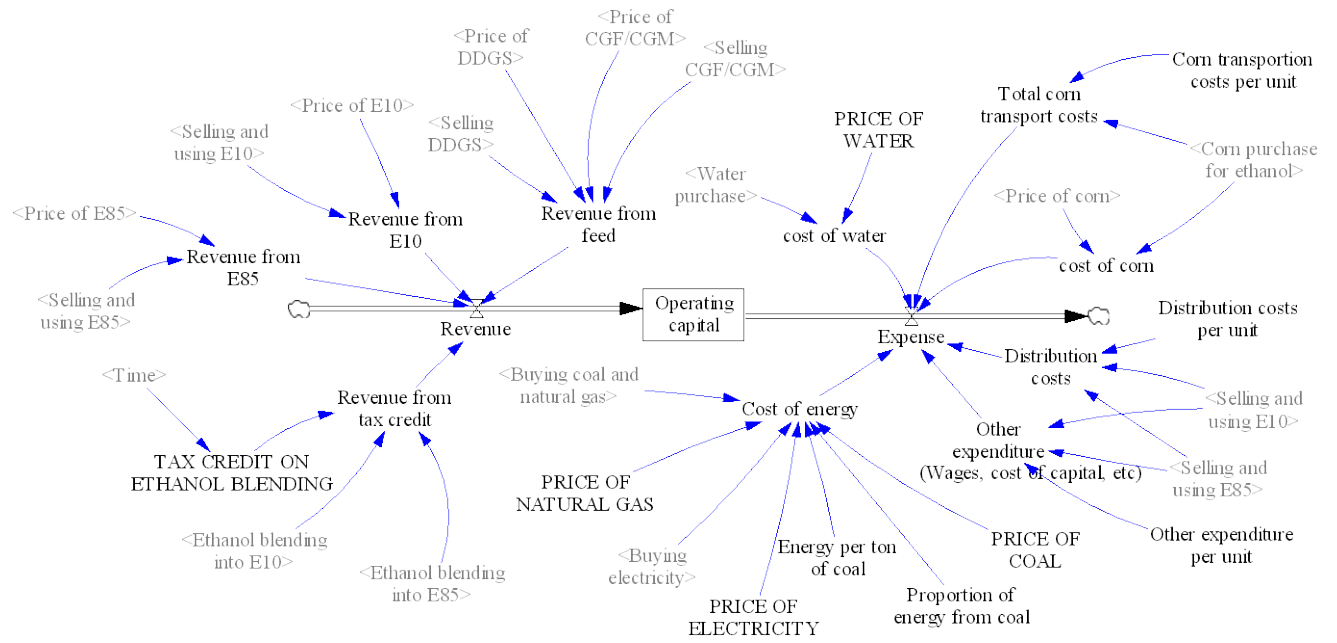 <Price of
CGF/CGM>
<Price of
DDGS>
<Selling
CGF/CGM>
Corn transportion
costs per unit
<Price of E10>
Total corn
transport costs
PRICE OF
WATER
<Selling and
using E10>
<Selling
DDGS>
<Corn purchase
for ethanol>
<Water
purchase>
<Price of corn>
<Price of E85>
Revenue from
E10
Revenue from
feed
cost of water
Revenue from
E85
cost of corn
<Selling and
using E85>
Operating
capital
Distribution costs
per unit
Revenue
Expense
<Time>
<Buying coal and
natural gas>
Distribution
costs
Revenue from
tax credit
Cost of energy
<Selling and
using E10>
Other
expenditure
(Wages, cost of capital, etc)
TAX CREDIT ON
ETHANOL BLENDING
PRICE OF
NATURAL GAS
<Selling and
using E85>
<Ethanol blending
into E10>
<Buying
electricity>
Energy per ton
of coal
PRICE OF
COAL
Other expenditure
per unit
<Ethanol blending
into E85>
PRICE OF
ELECTRICITY
Proportion of
energy from coal